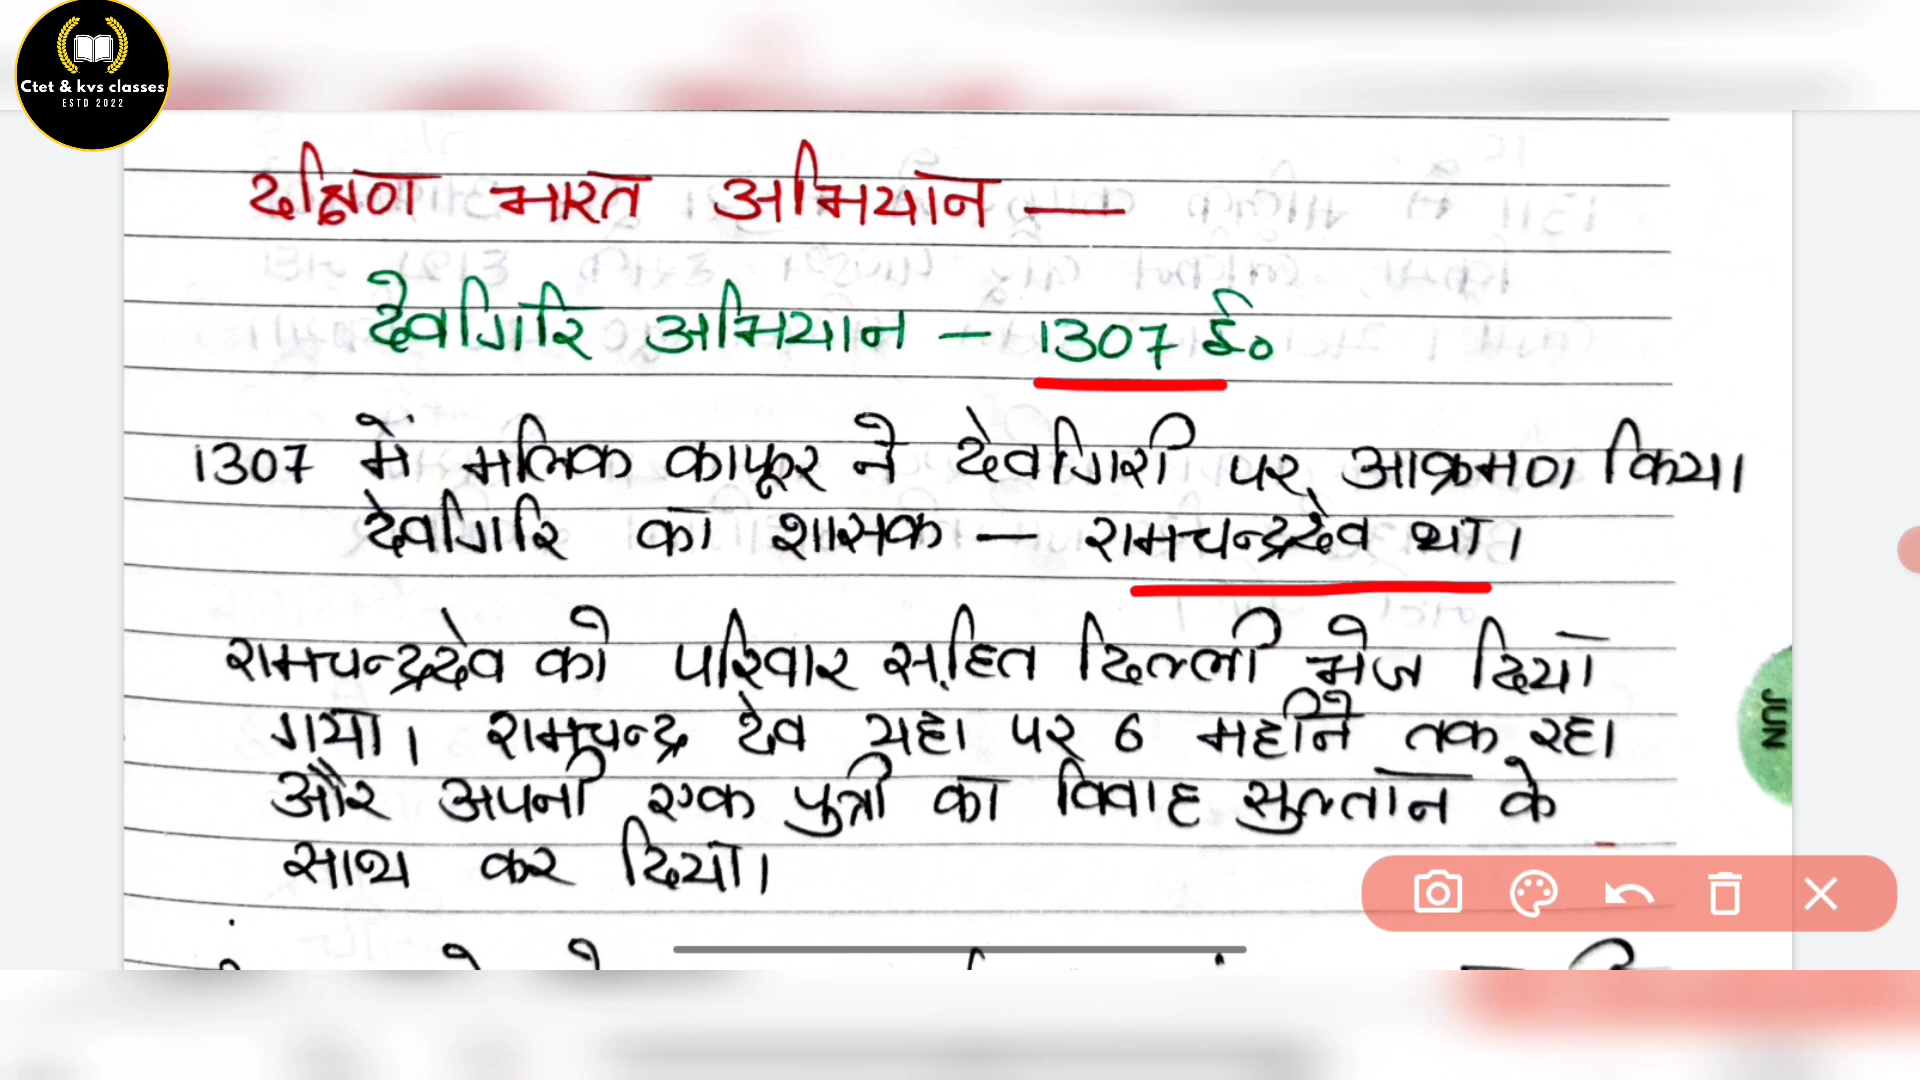 Ctet & kvs classes
ESTD 2022
दक्षिण भारत अभियान —
देवगिरि अभियान – 1307 ई०
1307 में मलिक काफूर ने देवगिरी पर आक्रमण किया
देवगिरि का शासक – रामचन्द्रदेव था।
रामचन्द्रदेव को परिवार सहित दिल्ली भेज दिया
गया। रामचन्द्र देव यहा पर 6 महीने तक रहा
और अपनी एक पुत्री का विवाह सुल्तान के
साथ कर दिया।
JUN